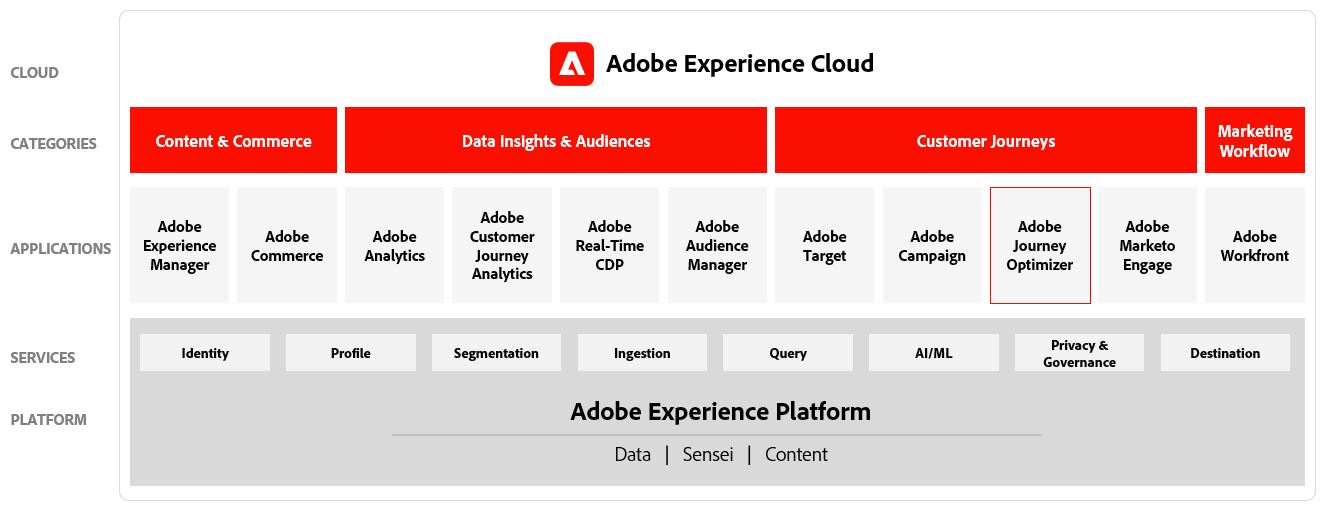 CLOUD
Adobe Experience Cloud
CATEGORIES
Content & Commerce
Data Insights & Audiences
Customer Journeys
Marketing
Workflow
APPLICATIONS
Adobe
Experience
Manager
Adobe
Commerce
Adobe
Analytics
Adobe
Customer
Journey
Analytics
Adobe
Real-Time
CDP
Adobe
Audience
Manager
Adobe
Target
Adobe
Campaign
Adobe
Journey
Optimizer
Adobe
Marketo
Engage
Adobe
Workfront
SERVICES
Identity
Profile
Segmentation
Ingestion
Query
AI/ML
Privacy &
Governance
Destination
PLATFORM
Adobe Experience Platform
Data | Sensei | Content